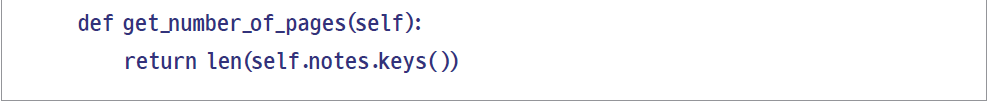 def get_number_of_pages(self):
    return len(self.notes.keys())